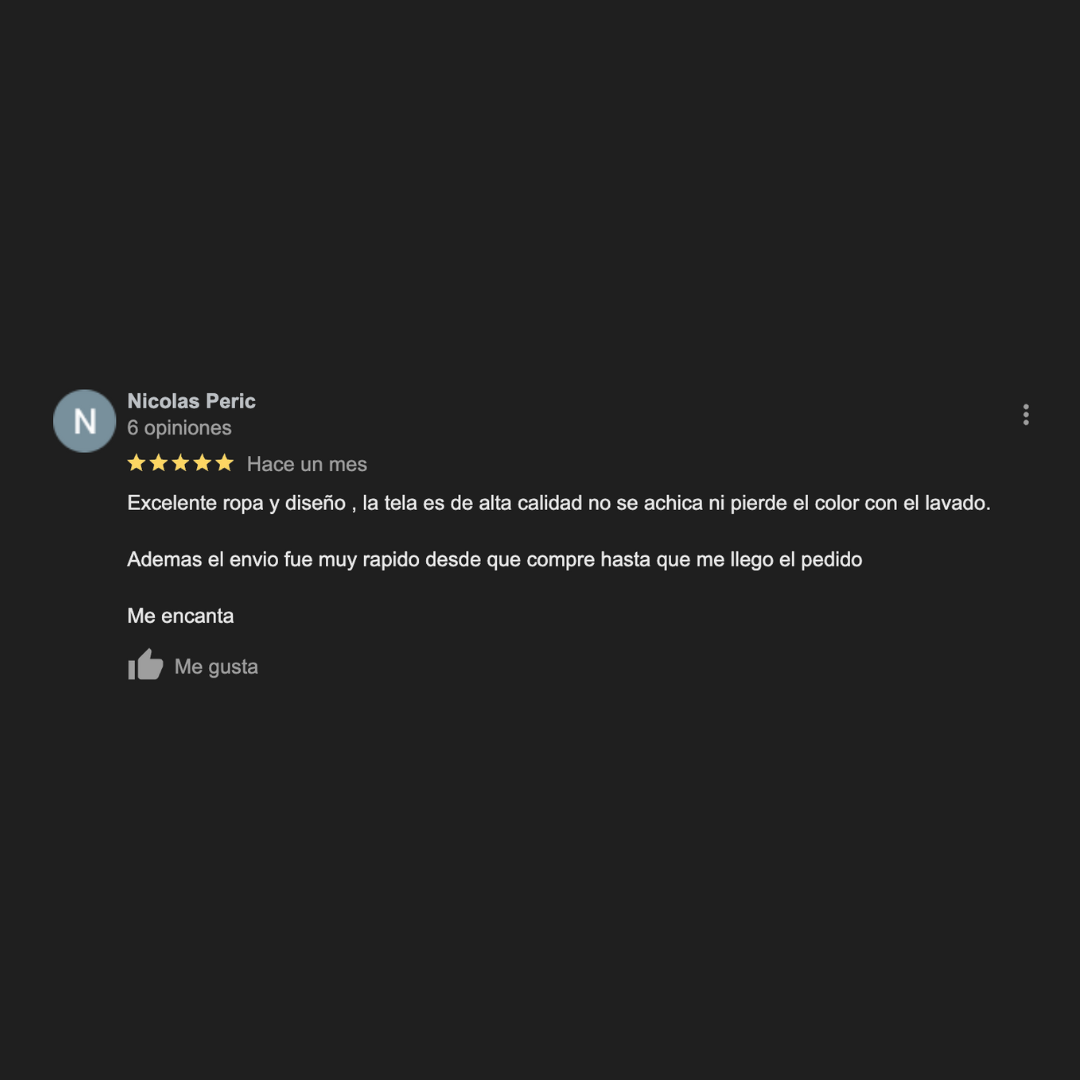 N
Nicolas Peric
6 opiniones
Hace un mes
Excelente ropa y diseño , la tela es de alta calidad no se achica ni pierde el color con el lavado.
Ademas el envio fue muy rapido desde que compre hasta que me llego el pedido
Me encanta
Me gusta